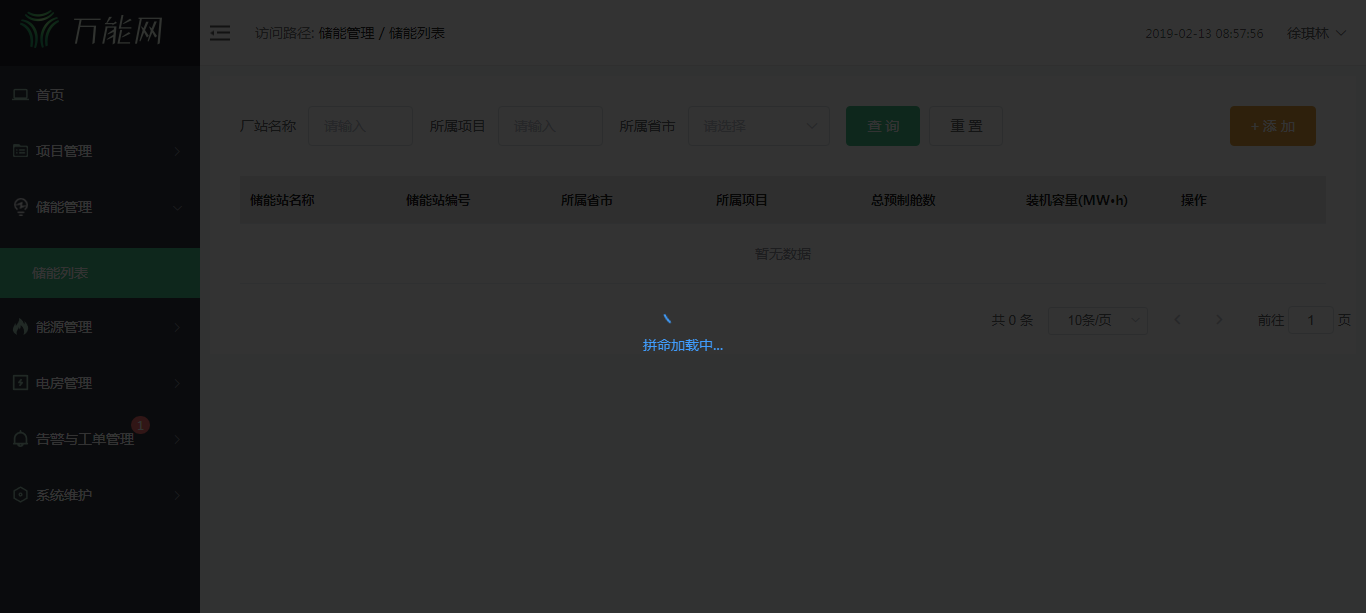 万能网
访问路径: 储能管理 / 储能列表
2019-02-13 08:57:56
徐琪林
首页
项目管理
储能管理
储能列表
能源管理
电房管理
告警与工单管理
1
系统维护
厂站名称 请输入 所属项目 请输入 所属省市 请选择 查 询 重 置 + 添 加
储能站名称 储能站编号 所属省市 所属项目 总预制舱数 装机容量(MW•h) 操作
暂无数据
共 0 条 10条/页 前往 1 页
拼命加载中...